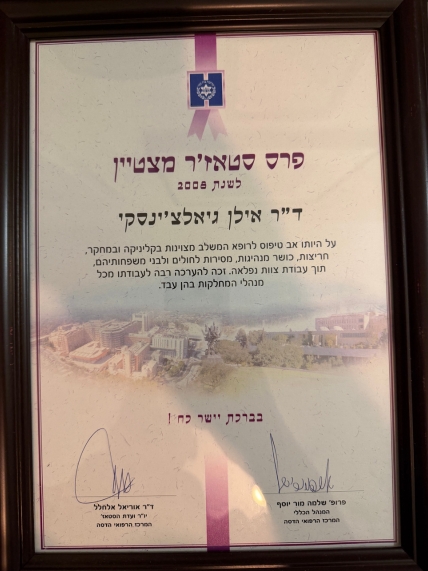 פרס סטאז'ר מצטיין
לשנת 2008
ד"ר אילן גיאלצ'ינסקי
על היותו אב טיפוס לרופא המשלב מצוינות בקליניקה ובמחקר,
חריצות, כושר מנהיגות, מסירות לחולים ולבני משפחותיהם,
תוך עבודת צוות נפלאה. זכה להערכה רבה לעבודתו מכל
מנהלי המחלקות בהן עבד.
בברכת יישר כח!
פרופ' שלמה מור יוסף
המנהל הכללי
המרכז הרפואי הדסה
ד"ר אוריאל אלחלל
יו"ר ועדת הסטאז'
המרכז הרפואי הדסה